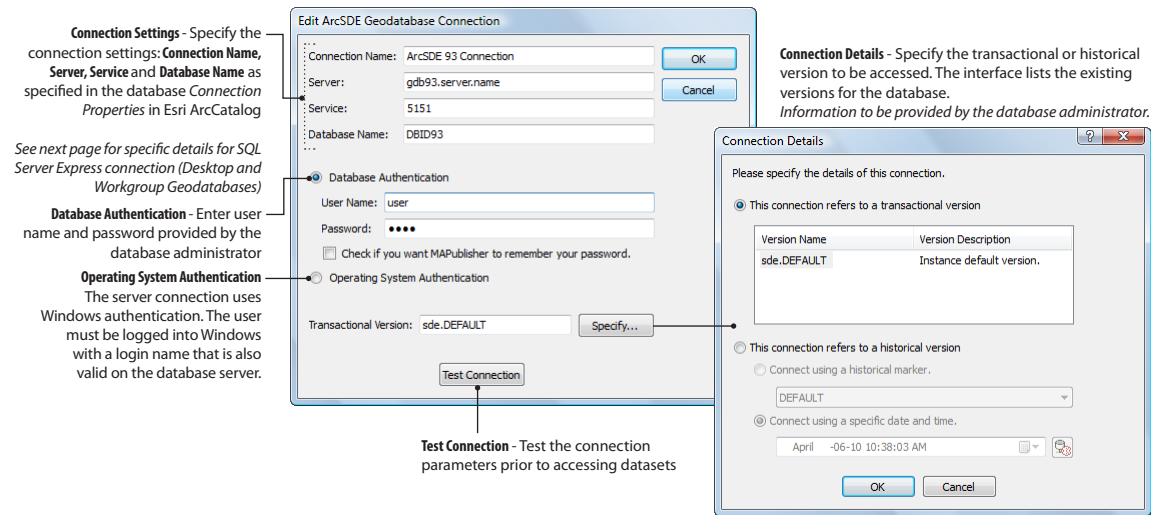 Connection Settings - Specify the
connection settings: Connection Name,
Server, Service and Database Name as
specified in the database Connection
Properties in Esri ArcCatalog
See next page for specific details for SQL
Server Express connection (Desktop and
Workgroup Geodatabases)
Database Authentication - Enter user
name and password provided by the
database administrator
Operating System Authentication
The server connection uses
Windows authentication. The user
must be logged into Windows
with a login name that is also
valid on the database server.
Edit ArcSDE Geodatabase Connection
Connection Name: ArcSDE 93 Connection
OK
Server: gdb93.server.name
Cancel
Service: 5151
Database Name: DBID93
Database Authentication
User Name: user
Password: ••••
Check if you want MAPublisher to remember your password.
Operating System Authentication
Transactional Version: sde.DEFAULT
Specify...
Test Connection
Test Connection - Test the connection
parameters prior to accessing datasets
Connection Details - Specify the transactional or historical
version to be accessed. The interface lists the existing
versions for the database.
Information to be provided by the database administrator.
Connection Details
?
X
Please specify the details of this connection.
This connection refers to a transactional version
Version Name Version Description
sde.DEFAULT Instance default version.
This connection refers to a historical version
Connect using a historical marker.
DEFAULT
Connect using a specific date and time.
April -06-10 10:38:03 AM
OK Cancel